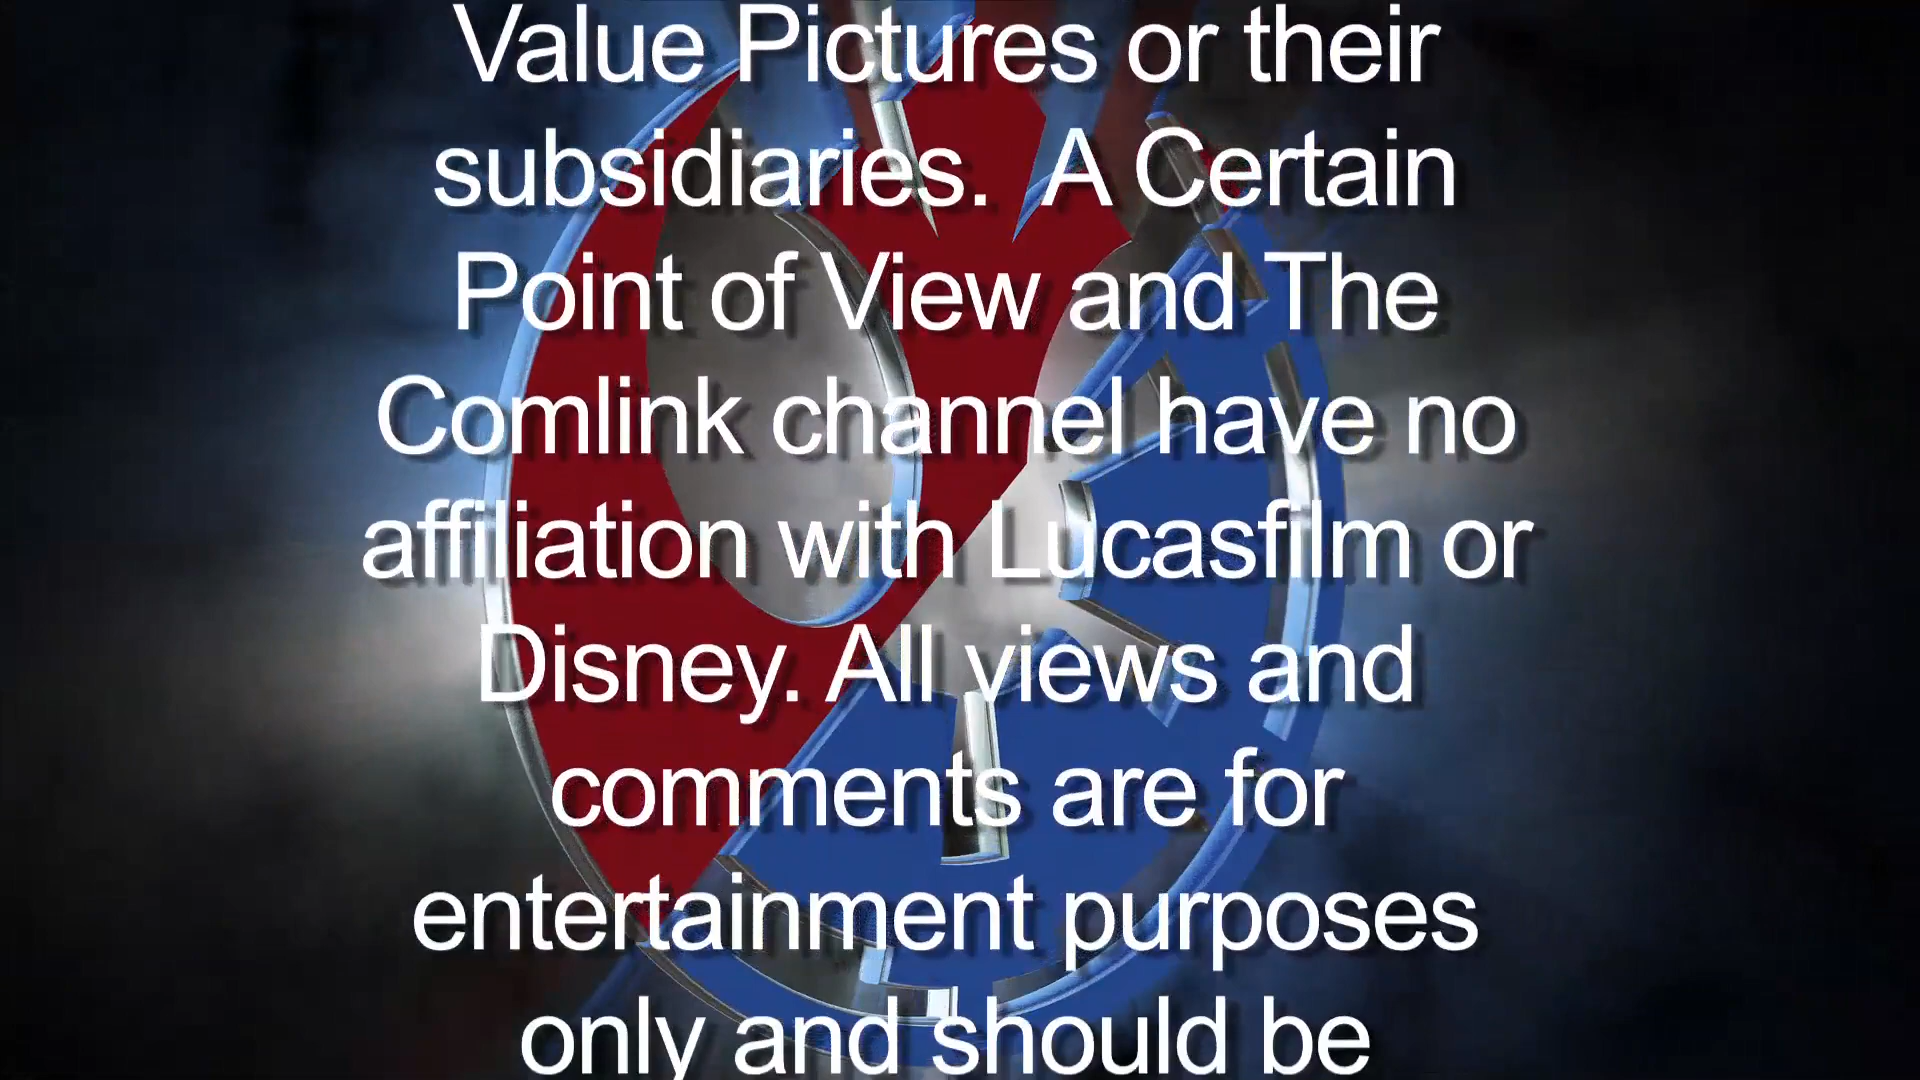 Value Pictures or their
subsidiaries.  A Certain
Point of View and The
Comlink channel have no
affiliation with Lucasfilm or
Disney. All views and
comments are for
entertainment purposes
only and should be